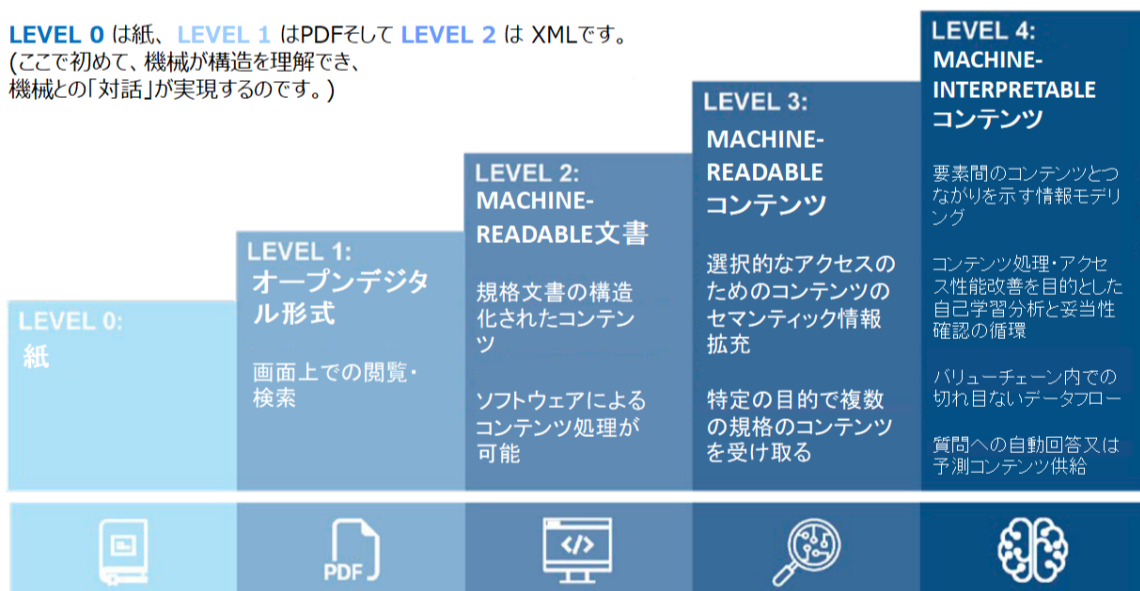 LEVEL 0 は紙、 LEVEL 1 はPDFそして LEVEL 2 は XMLです。
(ここで初めて、機械が構造を理解でき、
機械との「対話」が実現するのです。)
LEVEL 0:
紙
LEVEL 1:
オープンデジタ
ル形式
画面上での閲覧・
検索
LEVEL 2:
MACHINE-
READABLE文書
規格文書の構造
化されたコンテン
ツ
ソフトウェアによる
コンテンツ処理が
可能
LEVEL 3:
MACHINE-
READABLE
コンテンツ
選択的なアクセスの
ためのコンテンツの
セマンティック情報
拡充
特定の目的で複数
の規格のコンテンツ
を受け取る
LEVEL 4:
MACHINE-
INTERPRETABLE
コンテンツ
要素間のコンテンツとつ
ながりを示す情報モデリ
ング
コンテンツ処理・アクセ
ス性能改善を目的とした
自己学習分析と妥当性
確認の循環
バリューチェーン内での
切れ目ないデータフロー
質問への自動回答又は
予測コンテンツ供給
PDF
</>